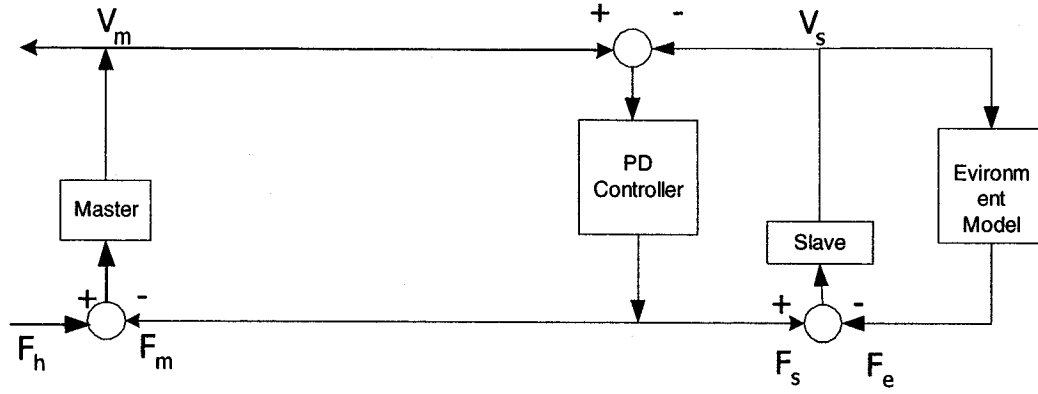 V_m
+
-
V_s
PD
Controller
Evironm
ent
Model
Master
Slave
+
-
+
-
F_h
F_m
F_s
F_e